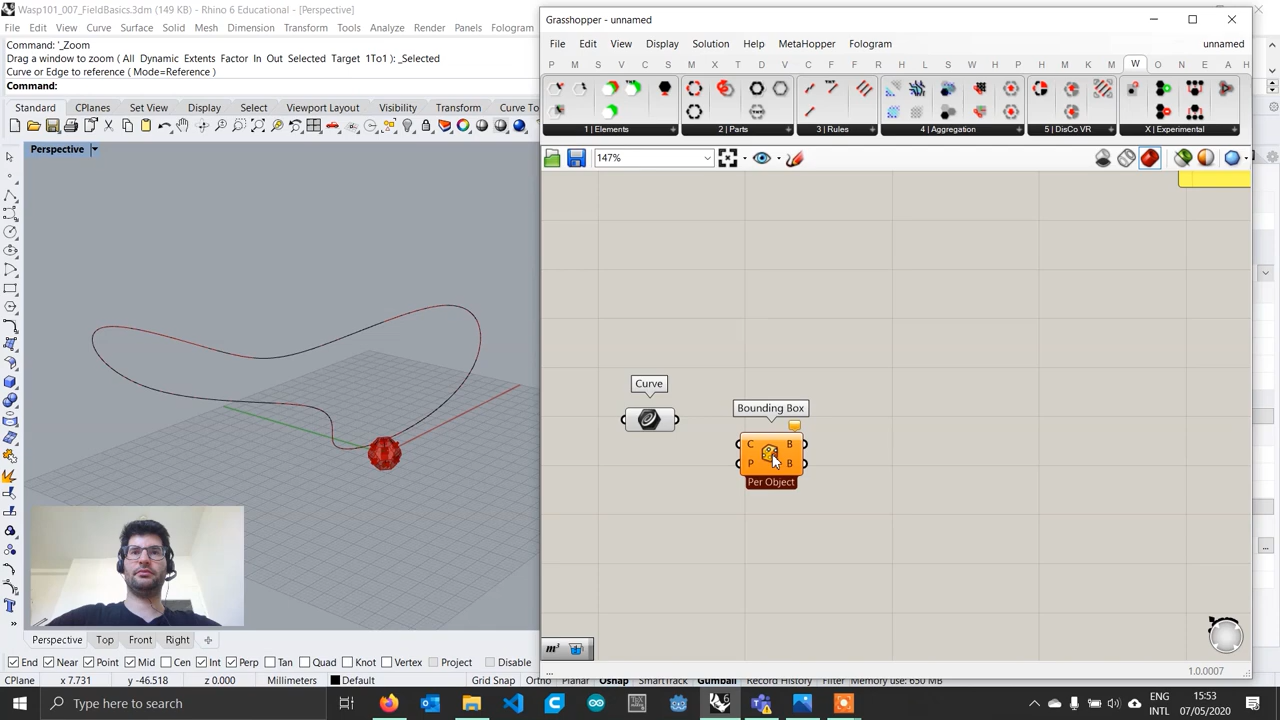 Wasp101_007_FieldBasics.3dm (149 KB) - Rhino 6 Educational - [Perspective]
File Edit View Curve Surface Solid Mesh Dimension Transform Tools Analyze Render Panels Fologram
Command: '_Zoom
Drag a window to zoom ( All Dynamic Extents Factor In Out Selected Target 1To1 ): _Selected
Curve or Edge to reference ( Mode=Reference )
Command:
Standard CPlanes Set View Display Select Viewport Layout Visibility Transform Curve To
Perspective
Grasshopper - unnamed
File Edit View Display Solution Help MetaHopper Fologram unnamed
P M S V C S M X T D V C F F B L H K S W H P R M K M W O N E A H
1 | Elements 2 | Parts 3 | Rules 4 | Aggregation 5 | DisCo VR X | Experimental
147%
Curve
Bounding Box
C B
P B
Per Object
1.0.0007
Perspective Top Front Right
End Near Point Mid Cen Int Perp Tan Quad Knot Vertex Project Disable
CPlane x 7.731 y -46.518 z 0.000 Millimeters Default Grid Snap Ortho Planar Osnap SmartTrack Gumball Record History Filter Memory use: 650 MB
Type here to search
ENG
INTL
15:53
07/05/2020